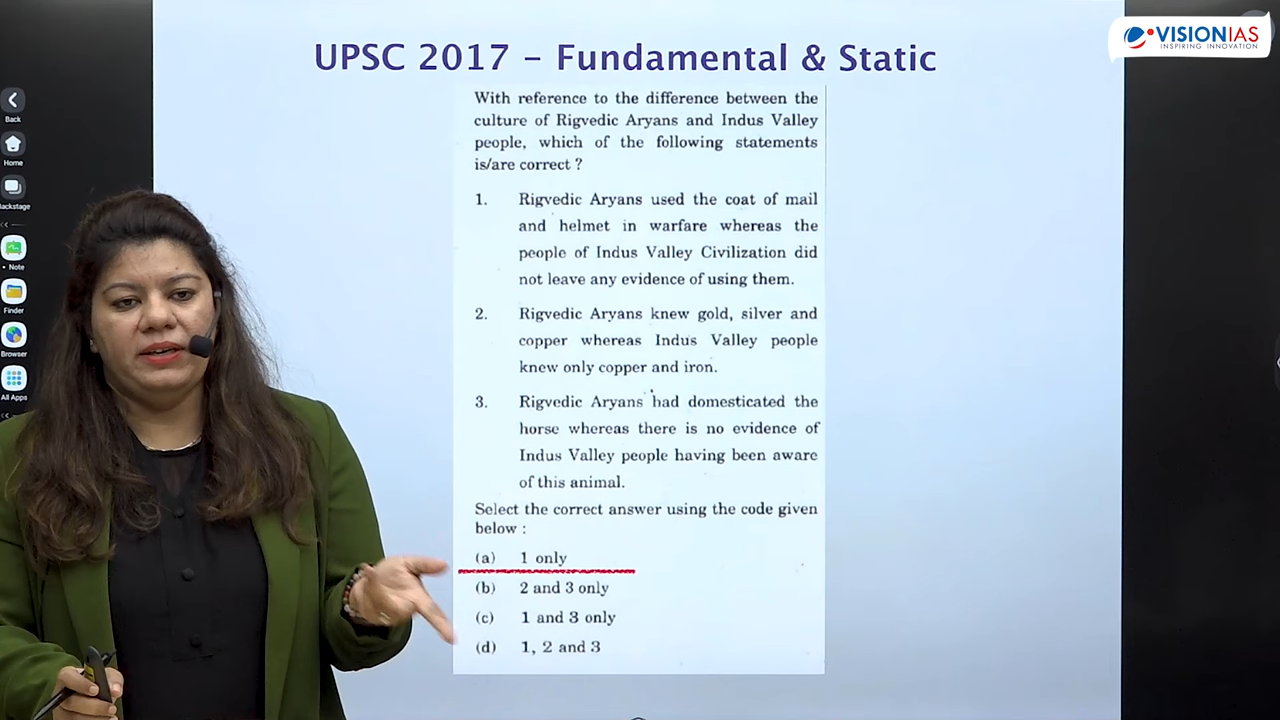 VISIONIAS
INSPIRING INNOVATION
UPSC 2017 – Fundamental & Static
With reference to the difference between the
culture of Rigvedic Aryans and Indus Valley
people, which of the following statements
is/are correct ?
1. Rigvedic Aryans used the coat of mail
and helmet in warfare whereas the
people of Indus Valley Civilization did
not leave any evidence of using them.
2. Rigvedic Aryans knew gold, silver and
copper whereas Indus Valley people
knew only copper and iron.
3. Rigvedic Aryans had domesticated the
horse whereas there is no evidence of
Indus Valley people having been aware
of this animal.
Select the correct answer using the code given
below :
(a) 1 only
(b) 2 and 3 only
(c) 1 and 3 only
(d) 1, 2 and 3
Back
Home
ackstage
Note
Finder
Browser
All Apps